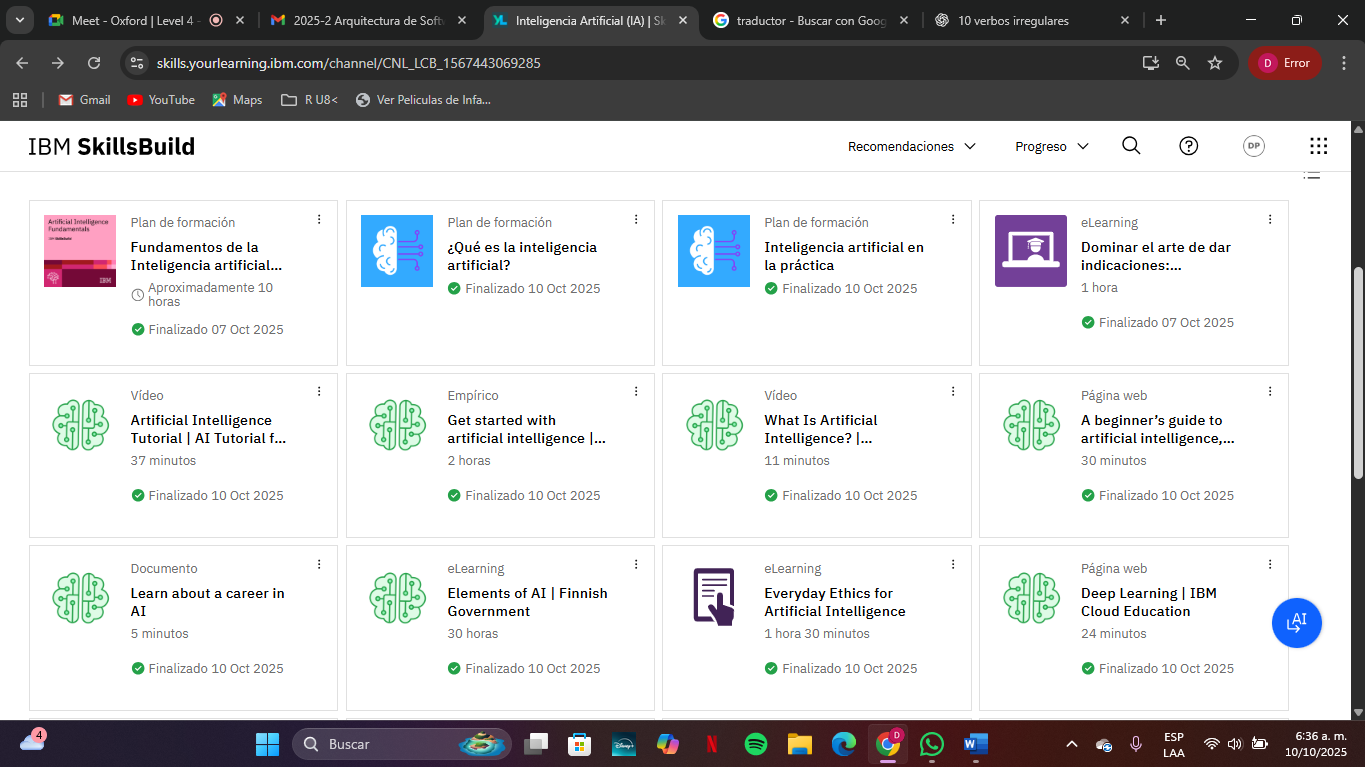 Meet - Oxford | Level 4 -
2025-2 Arquitectura de Softw
YL
Inteligencia Artificial (IA) | Sk
traductor - Buscar con Goog
10 verbos irregulares
skills.yourlearning.ibm.com/channel/CNL_LCB_1567443069285
D Error
Gmail
YouTube
Maps
R U8<
Ver Peliculas de Infa...
IBM SkillsBuild
Recomendaciones
Progreso
DP
Artificial Intelligence
Fundamentals
IBM
Plan de formación
Fundamentos de la
Inteligencia artificial...
Aproximadamente 10
horas
Finalizado 07 Oct 2025
Plan de formación
¿Qué es la inteligencia
artificial?
Finalizado 10 Oct 2025
Plan de formación
Inteligencia artificial en
la práctica
Finalizado 10 Oct 2025
eLearning
Dominar el arte de dar
indicaciones:...
1 hora
Finalizado 07 Oct 2025
Vídeo
Artificial Intelligence
Tutorial | AI Tutorial f...
37 minutos
Finalizado 10 Oct 2025
Empírico
Get started with
artificial intelligence |...
2 horas
Finalizado 10 Oct 2025
Vídeo
What Is Artificial
Intelligence? |...
11 minutos
Finalizado 10 Oct 2025
Página web
A beginner’s guide to
artificial intelligence,...
30 minutos
Finalizado 10 Oct 2025
Documento
Learn about a career in
AI
5 minutos
Finalizado 10 Oct 2025
eLearning
Elements of AI | Finnish
Government
30 horas
Finalizado 10 Oct 2025
eLearning
Everyday Ethics for
Artificial Intelligence
1 hora 30 minutos
Finalizado 10 Oct 2025
Página web
Deep Learning | IBM
Cloud Education
24 minutos
Finalizado 10 Oct 2025
AI
4
Buscar
Disney+
N
D
W
ESP
LAA
6:36 a. m.
10/10/2025